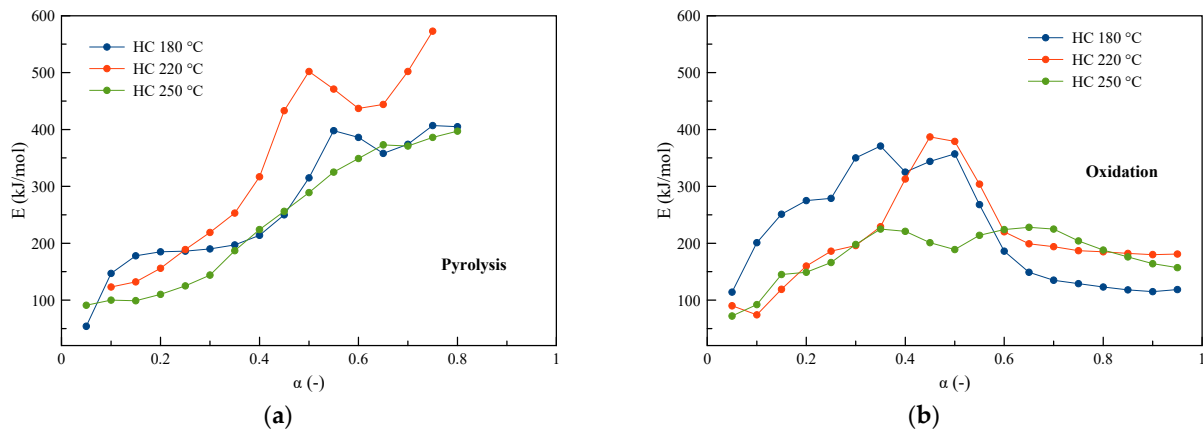 600
500
400
300
200
100
E (kJ/mol)
HC 180 °C
HC 220 °C
HC 250 °C
Pyrolysis
0 0.2 0.4 0.6 0.8 1
α (-)
(a)
600
500
400
300
200
100
E (kJ/mol)
HC 180 °C
HC 220 °C
HC 250 °C
Oxidation
0 0.2 0.4 0.6 0.8 1
α (-)
(b)